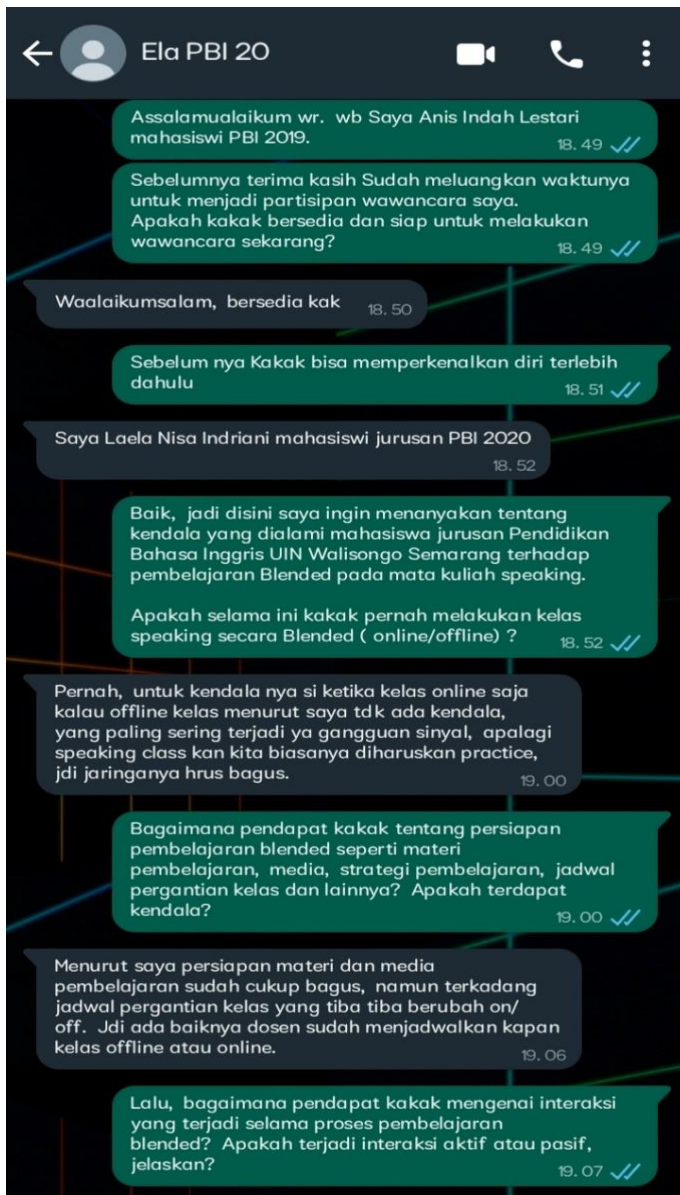 Ela PBI 20
Assalamualaikum wr. wb Saya Anis Indah Lestari
mahasiswi PBI 2019.
18.49
Sebelumnya terima kasih Sudah meluangkan waktunya
untuk menjadi partisipan wawancara saya.
Apakah kakak bersedia dan siap untuk melakukan
wawancara sekarang?
18.49
Waalaikumsalam, bersedia kak
18.50
Sebelum nya Kakak bisa memperkenalkan diri terlebih
dahulu
18.51
Saya Laela Nisa Indriani mahasiswi jurusan PBI 2020
18.52
Baik, jadi disini saya ingin menanyakan tentang
kendala yang dialami mahasiswa jurusan Pendidikan
Bahasa Inggris UIN Walisongo Semarang terhadap
pembelajaran Blended pada mata kuliah speaking.
Apakah selama ini kakak pernah melakukan kelas
speaking secara Blended ( online/offline) ?
18.52
Pernah, untuk kendala nya si ketika kelas online saja
kalau offline kelas menurut saya tdk ada kendala,
yang paling sering terjadi ya gangguan sinyal, apalagi
speaking class kan kita biasanya diharuskan practice,
jdi jaringanya hrus bagus.
19.00
Bagaimana pendapat kakak tentang persiapan
pembelajaran blended seperti materi
pembelajaran, media, strategi pembelajaran, jadwal
pergantian kelas dan lainnya? Apakah terdapat
kendala?
19.00
Menurut saya persiapan materi dan media
pembelajaran sudah cukup bagus, namun terkadang
jadwal pergantian kelas yang tiba tiba berubah on/
off. Jdi ada baiknya dosen sudah menjadwalkan kapan
kelas offline atau online.
19.06
Lalu, bagaimana pendapat kakak mengenai interaksi
yang terjadi selama proses pembelajaran
blended? Apakah terjadi interaksi aktif atau pasif,
jelaskan?
19.07